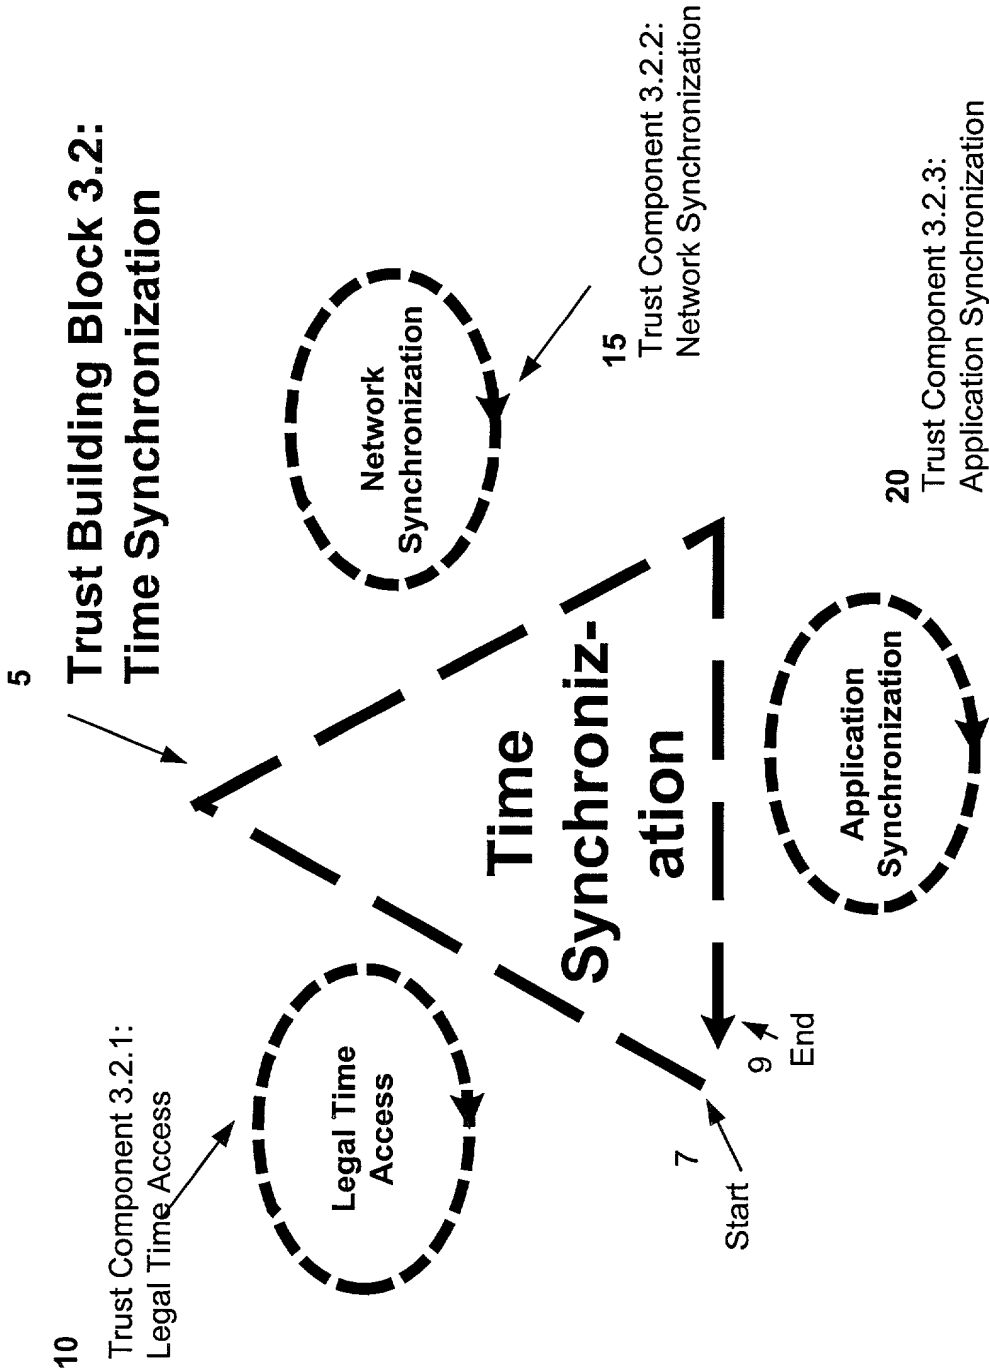 5
Trust Building Block 3.2:
Time Synchronization
10
Trust Component 3.2.1:
Legal Time Access
Legal Time
Access
Network
Synchronization
15
Trust Component 3.2.2:
Network Synchronization
Time
Synchroniz-
ation
7
Start
9
End
Application
Synchronization
20
Trust Component 3.2.3:
Application Synchronization